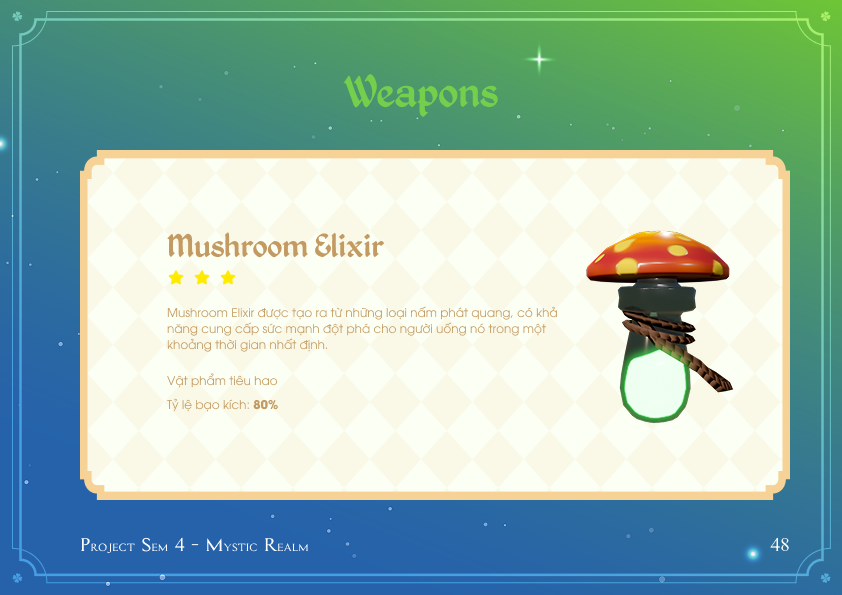 Weapons
Mushroom Elixir
Mushroom Elixir được tạo ra từ những loại nấm phát quang, có khả
năng cung cấp sức mạnh đột phá cho người uống nó trong một
khoảng thời gian nhất định.
Vật phẩm tiêu hao
Tỷ lệ bạo kích: 80%
Project Sem 4 - Mystic Realm
48